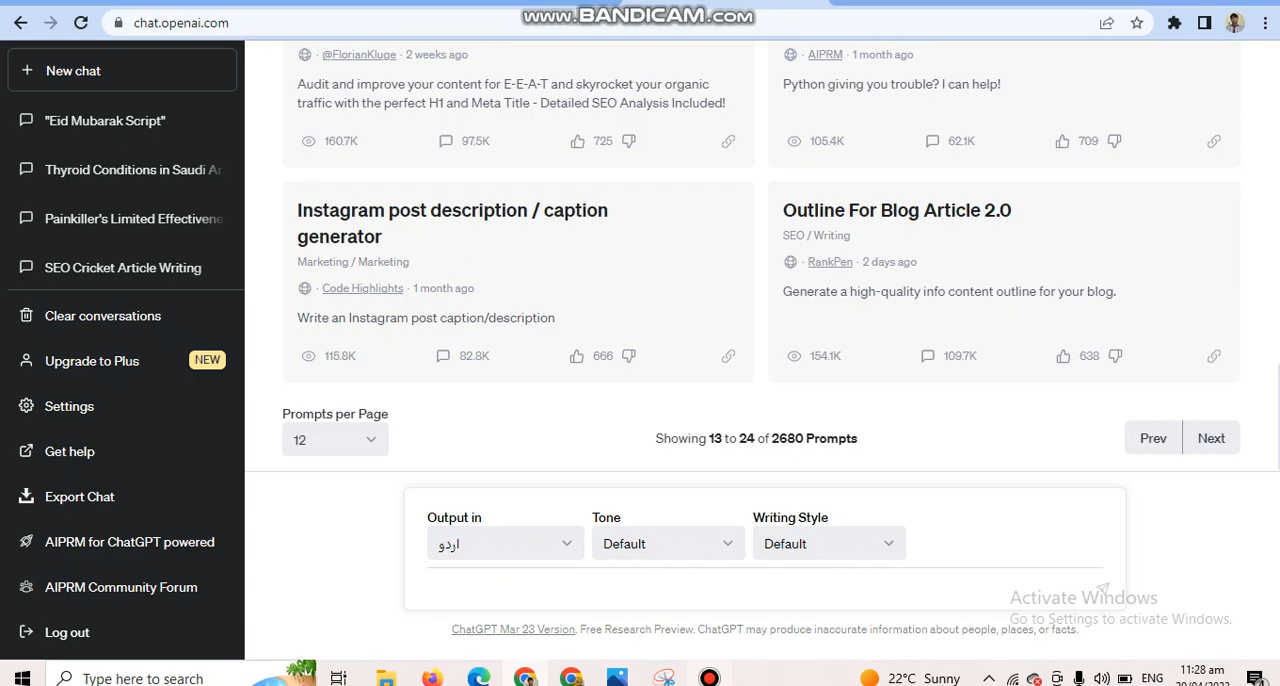 www.BANDICAM.com
chat.openai.com
New chat
"Eid Mubarak Script"
Thyroid Conditions in Saudi Ar
Painkiller's Limited Effectivene
SEO Cricket Article Writing
Clear conversations
Upgrade to Plus NEW
Settings
Get help
Export Chat
AIPRM for ChatGPT powered
AIPRM Community Forum
Log out
· @FlorianKluge · 2 weeks ago
Audit and improve your content for E-E-A-T and skyrocket your organic
traffic with the perfect H1 and Meta Title - Detailed SEO Analysis Included!
160.7K 97.5K 725
· AIPRM · 1 month ago
Python giving you trouble? I can help!
105.4K 62.1K 709
Instagram post description / caption
generator
Marketing / Marketing
· Code Highlights · 1 month ago
Write an Instagram post caption/description
115.8K 82.8K 666
Outline For Blog Article 2.0
SEO / Writing
· RankPen · 2 days ago
Generate a high-quality info content outline for your blog.
154.1K 109.7K 638
Prompts per Page
12
Showing 13 to 24 of 2680 Prompts
Prev Next
Output in Tone Writing Style
اردو Default Default
Activate Windows
Go to Settings to activate Windows.
ChatGPT Mar 23 Version. Free Research Preview. ChatGPT may produce inaccurate information about people, places, or facts.
Type here to search
22°C Sunny
ENG
11:28 am